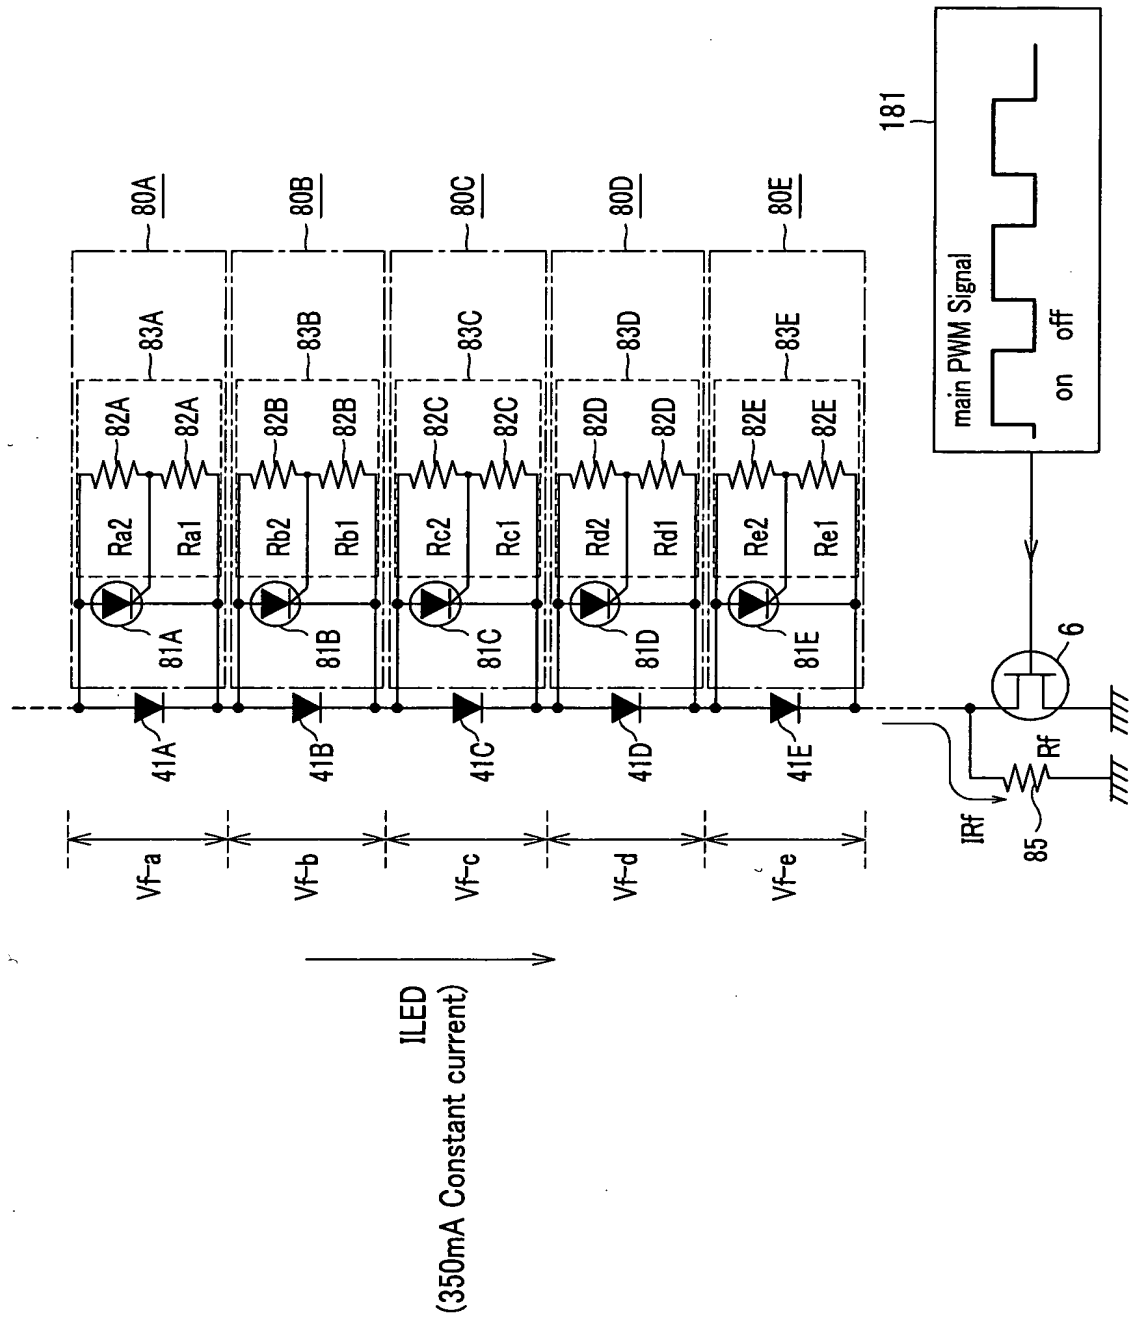 80A
83A
82A
82A
Ra2
Ra1
81A
41A
Vf-a
80B
83B
82B
82B
Rb2
Rb1
81B
41B
Vf-b
80C
83C
82C
82C
Rc2
Rc1
81C
41C
Vf-c
80D
83D
82D
82D
Rd2
Rd1
81D
41D
Vf-d
80E
83E
82E
82E
Re2
Re1
81E
41E
Vf-e
181
main PWM Signal
on
off
6
Rf
85
IRf
ILED
(350mA Constant current)